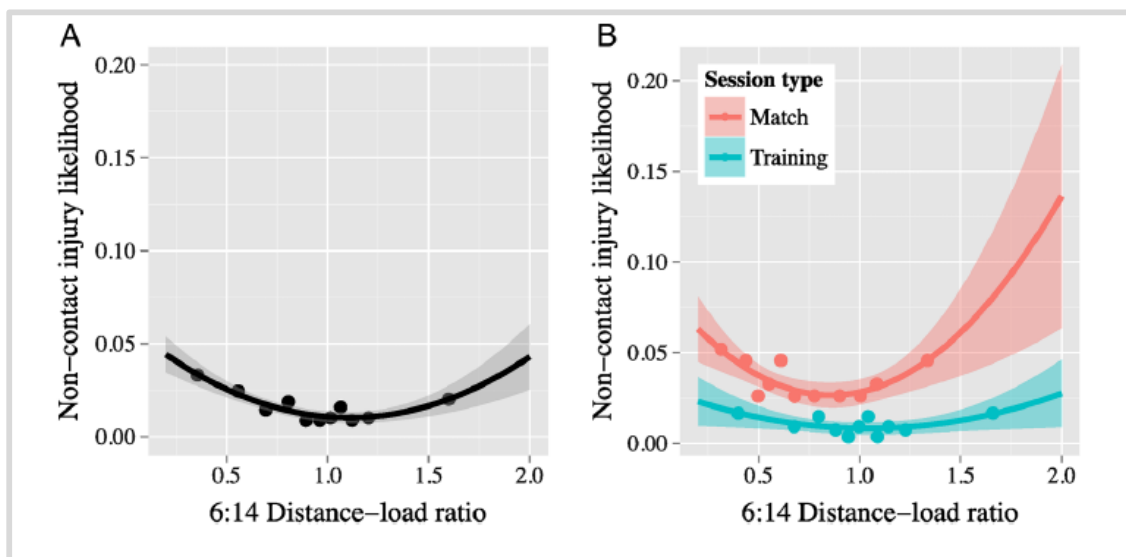 A
Non-contact injury likelihood
0.20
0.15
0.10
0.05
0.00
0.5 1.0 1.5 2.0
6:14 Distance-load ratio
B
Non-contact injury likelihood
0.20
0.15
0.10
0.05
0.00
Session type
Match
Training
0.5 1.0 1.5 2.0
6:14 Distance-load ratio